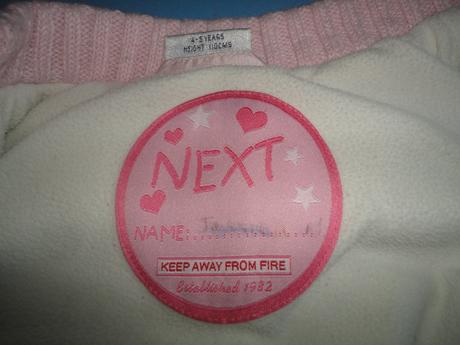 4-5 YEARS
HEIGHT 110CMS
NEXT
NAME:
KEEP AWAY FROM FIRE
Established 1982